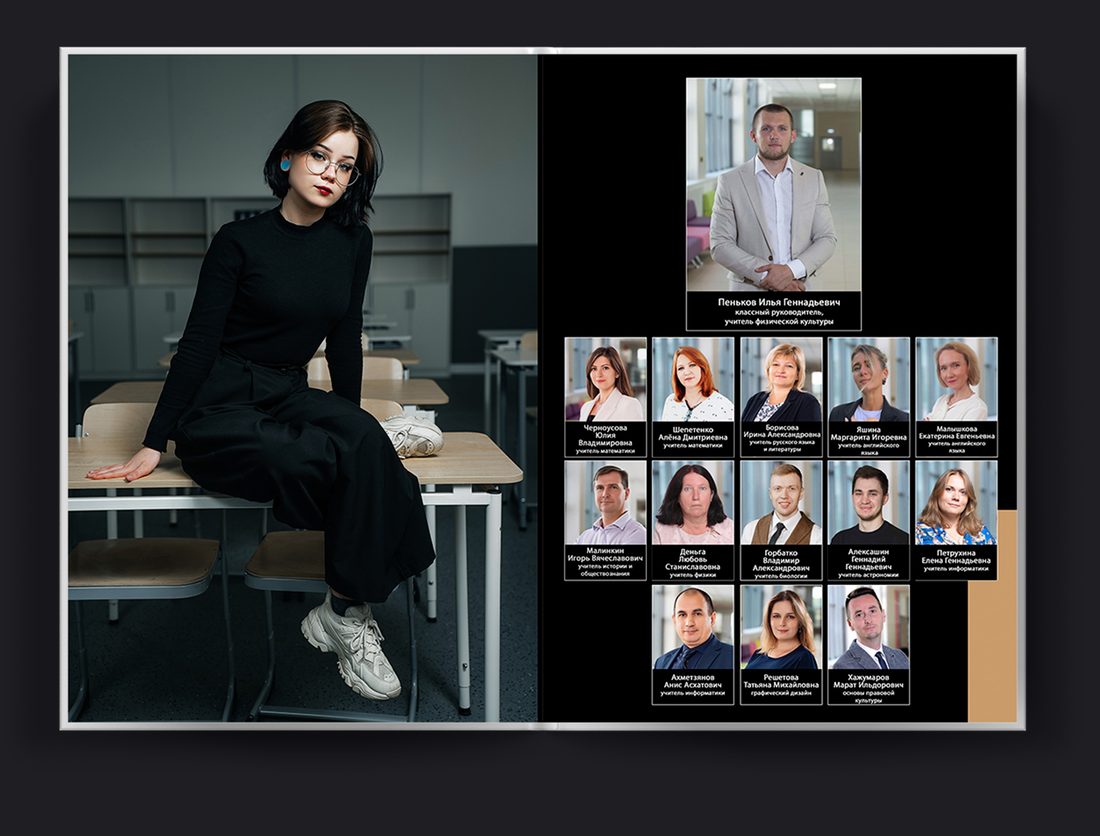 Пеньков Илья Геннадьевич
классный руководитель,
учитель физической культуры
Черноусова
Юлия
Владимировна
учитель математики
Шепетенко
Алёна Дмитриевна
учитель математики
Борисова
Ирина Александровна
учитель русского языка
и литературы
Яшина
Маргарита Игоревна
учитель английского
языка
Малышкова
Екатерина Евгеньевна
учитель английского
языка
Малинкин
Игорь Вячеславович
учитель истории и
обществознания
Деньга
Любовь
Станиславовна
учитель физики
Горбатко
Владимир
Александрович
учитель биологии
Алексашин
Геннадий
Геннадьевич
учитель астрономии
Петрухина
Елена Геннадьевна
учитель информатики
Ахметзянов
Анис Асхатович
учитель информатики
Решетова
Татьяна Михайловна
графический дизайн
Хажумаров
Марат Ильдорович
основы правовой
культуры